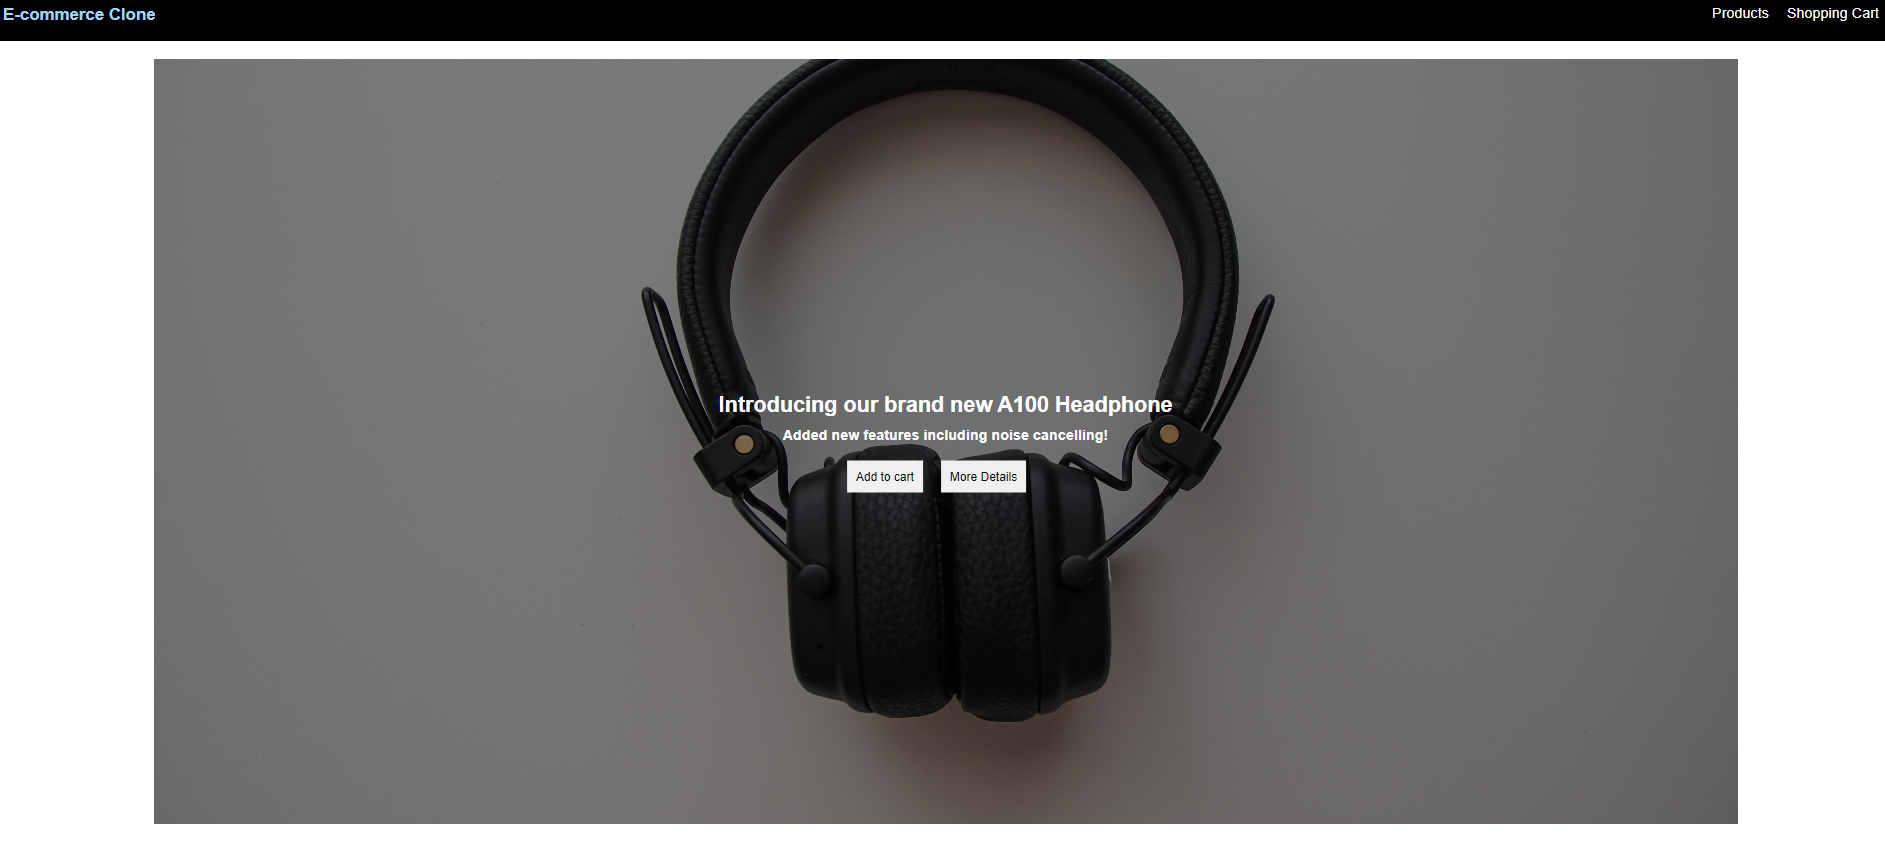 E-commerce Clone
Products Shopping Cart
Introducing our brand new A100 Headphone
Added new features including noise cancelling!
Add to cart More Details